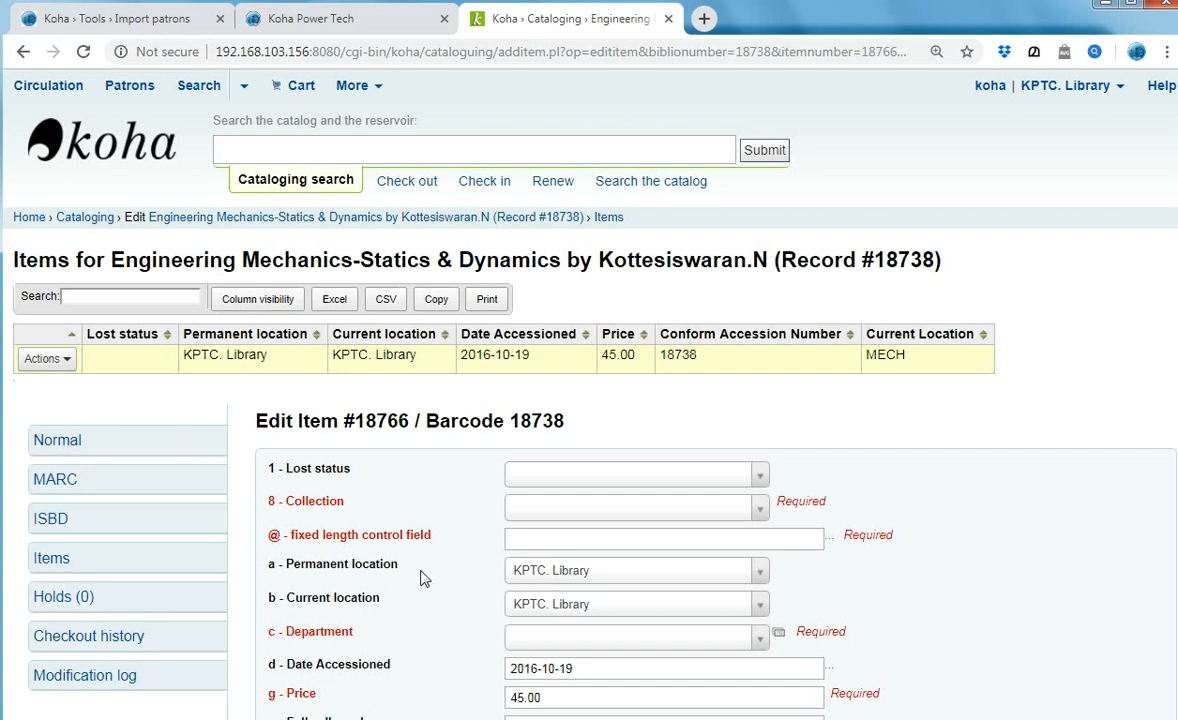 Koha › Tools › Import patrons
Koha Power Tech
Koha › Cataloging › Engineering
Not secure
192.168.103.156:8080/cgi-bin/koha/cataloguing/additem.pl?op=edititem&biblionumber=18738&itemnumber=18766...
Circulation Patrons Search Cart More koha | KPTC. Library Help
koha
Search the catalog and the reservoir:
Submit
Cataloging search Check out Check in Renew Search the catalog
Home › Cataloging › Edit Engineering Mechanics-Statics & Dynamics by Kottesiswaran.N (Record #18738) › Items
Items for Engineering Mechanics-Statics & Dynamics by Kottesiswaran.N (Record #18738)
Search: Column visibility Excel CSV Copy Print
Lost status Permanent location Current location Date Accessioned Price Conform Accession Number Current Location
Actions KPTC. Library KPTC. Library 2016-10-19 45.00 18738 MECH
Edit Item #18766 / Barcode 18738
Normal
MARC
ISBD
Items
Holds (0)
Checkout history
Modification log
1 - Lost status
8 - Collection Required
@ - fixed length control field ... Required
a - Permanent location KPTC. Library
b - Current location KPTC. Library
c - Department Required
d - Date Accessioned 2016-10-19 ...
g - Price 45.00 Required